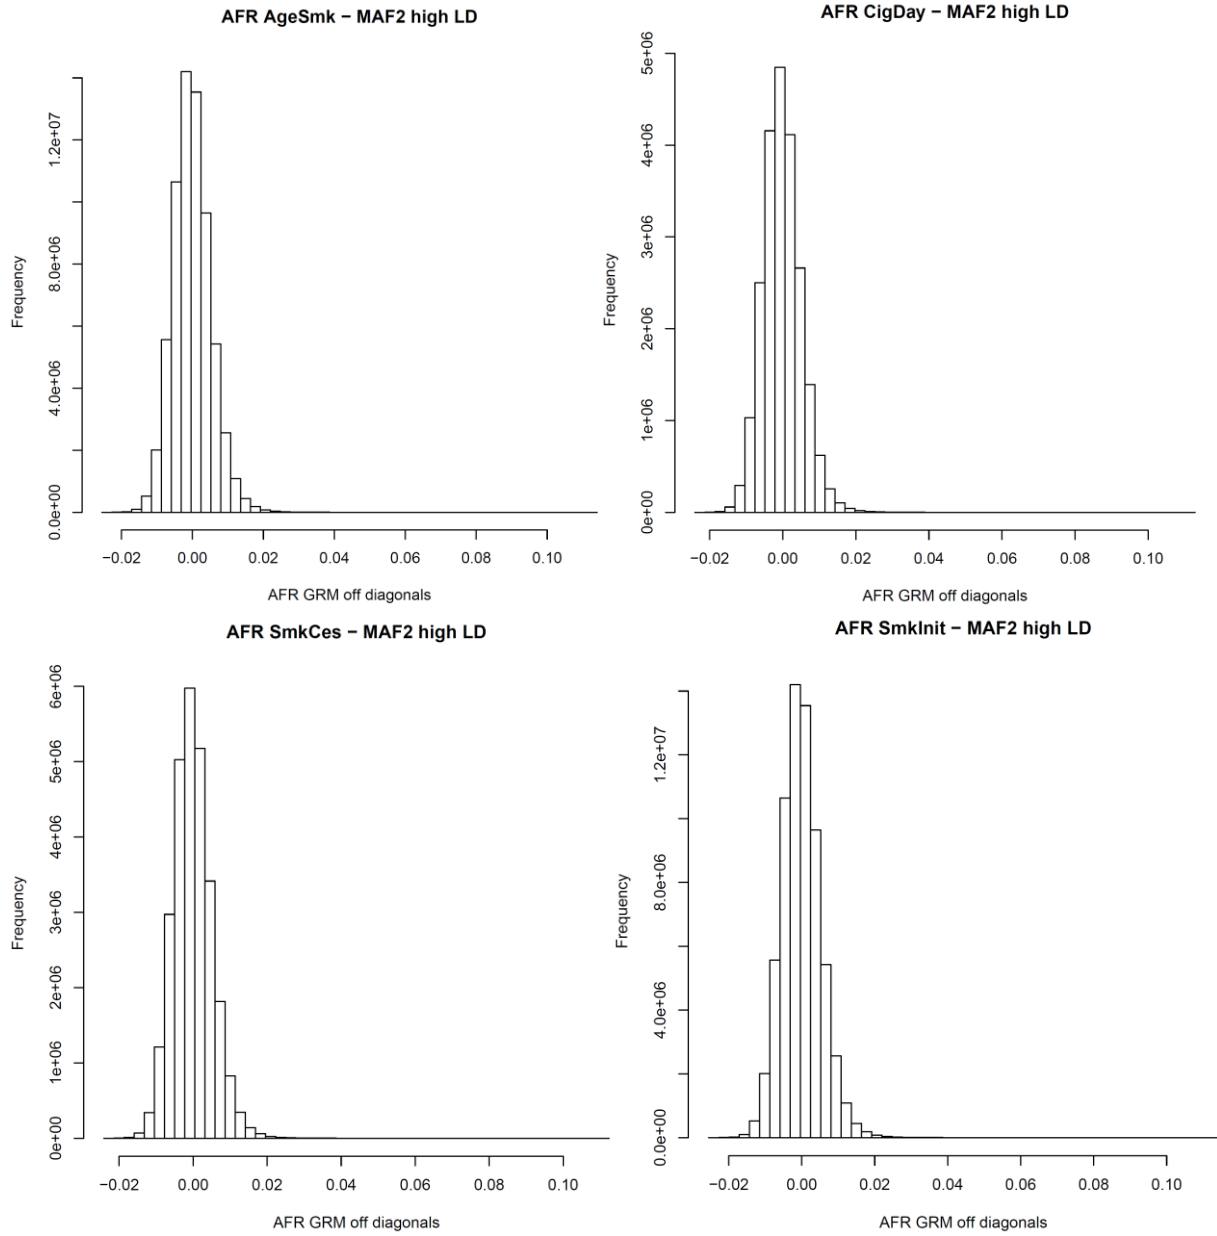 AFR AgeSmk − MAF2 high LD
Frequency
0.0e+00 4.0e+06 8.0e+06 1.2e+07
−0.02 0.00 0.02 0.04 0.06 0.08 0.10
AFR GRM off diagonals
AFR CigDay − MAF2 high LD
Frequency
0e+00 1e+06 2e+06 3e+06 4e+06 5e+06
−0.02 0.00 0.02 0.04 0.06 0.08 0.10
AFR GRM off diagonals
AFR SmkCes − MAF2 high LD
Frequency
0e+00 1e+06 2e+06 3e+06 4e+06 5e+06 6e+06
−0.02 0.00 0.02 0.04 0.06 0.08 0.10
AFR GRM off diagonals
AFR SmkInit − MAF2 high LD
Frequency
0.0e+00 4.0e+06 8.0e+06 1.2e+07
−0.02 0.00 0.02 0.04 0.06 0.08 0.10
AFR GRM off diagonals